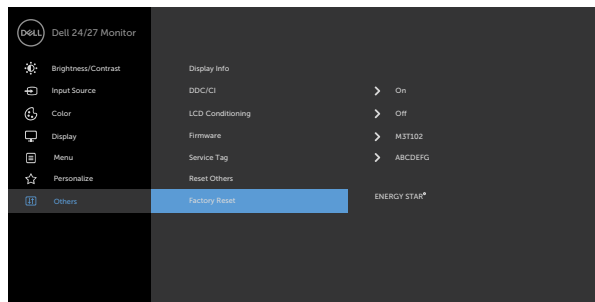 DELL Dell 24/27 Monitor
Brightness/Contrast Display Info
Input Source DDC/CI On
Color LCD Conditioning Off
Display Firmware M3T102
Menu Service Tag ABCDEFG
Personalize Reset Others
Others Factory Reset ENERGY STAR®